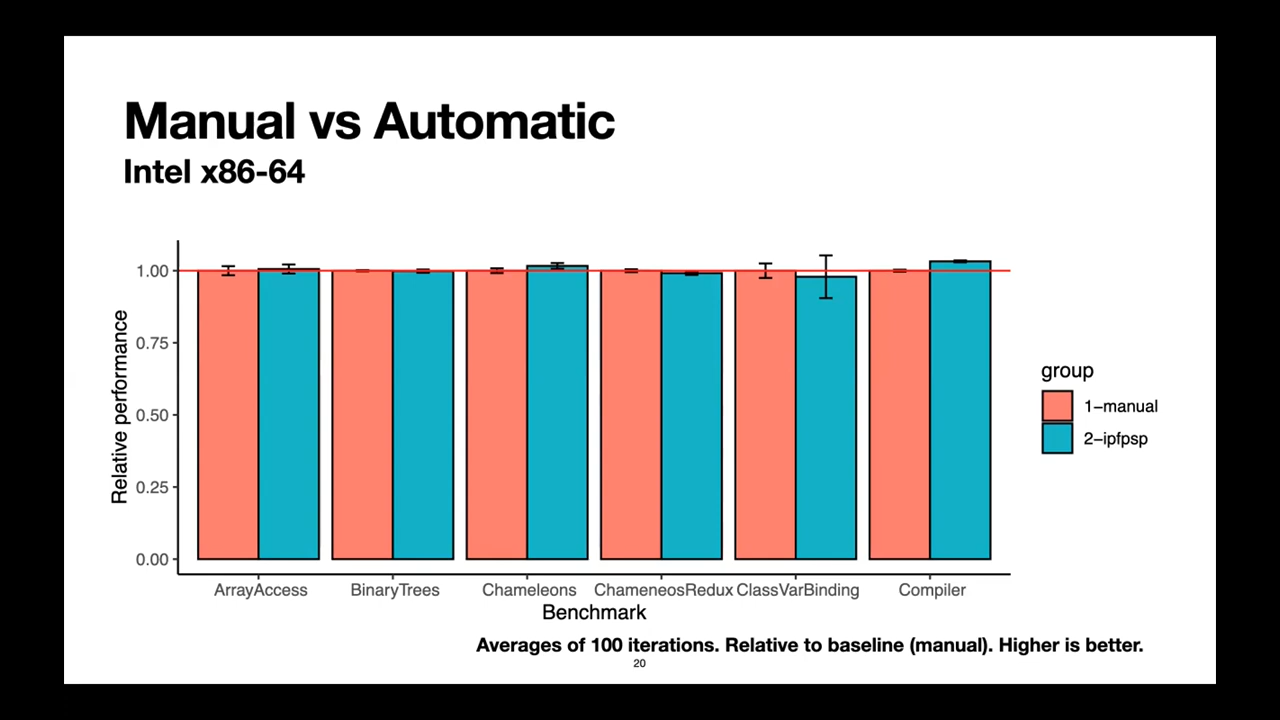 Manual vs Automatic
Intel x86-64
Relative performance
1.00
0.75
0.50
0.25
0.00
ArrayAccess BinaryTrees Chameleons ChameneosRedux ClassVarBinding Compiler
Benchmark
group
1−manual
2−ipfpsp
Averages of 100 iterations. Relative to baseline (manual). Higher is better.
20